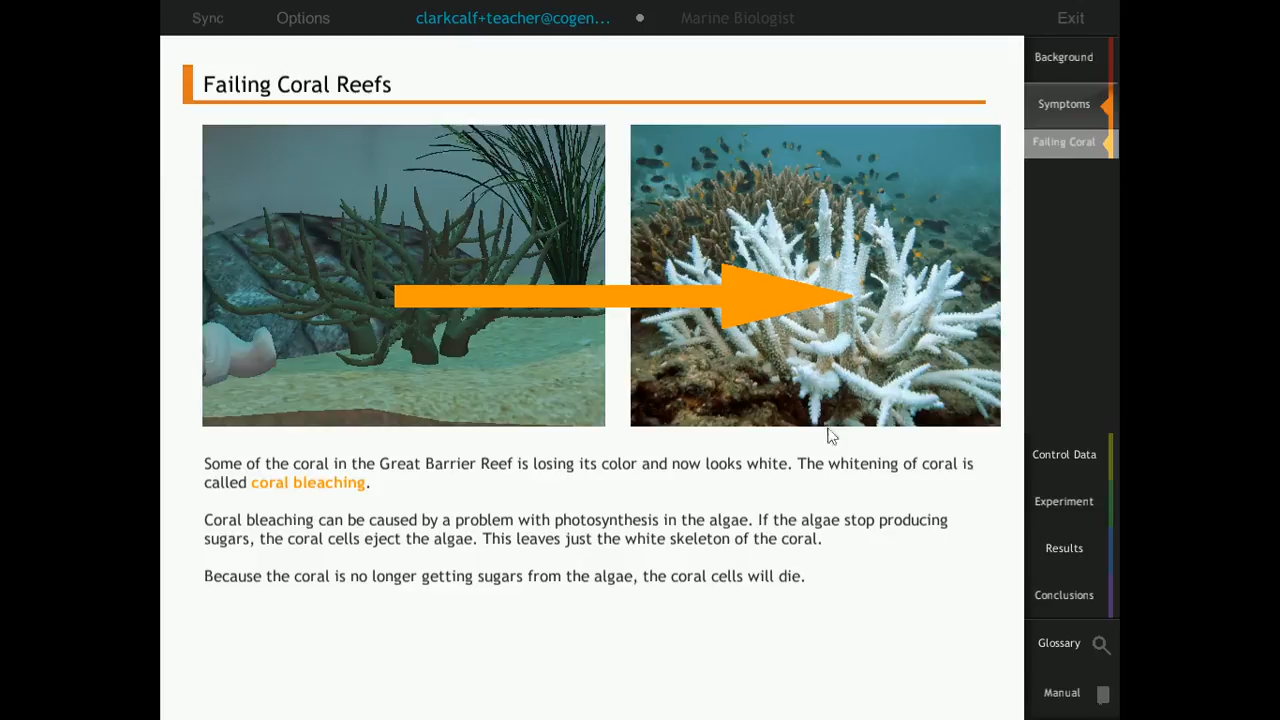 Sync Options clarkcalf+teacher@cogen... Marine Biologist Exit
Failing Coral Reefs
Some of the coral in the Great Barrier Reef is losing its color and now looks white. The whitening of coral is
called coral bleaching.
Coral bleaching can be caused by a problem with photosynthesis in the algae. If the algae stop producing
sugars, the coral cells eject the algae. This leaves just the white skeleton of the coral.
Because the coral is no longer getting sugars from the algae, the coral cells will die.
Background
Symptoms
Failing Coral
Control Data
Experiment
Results
Conclusions
Glossary
Manual